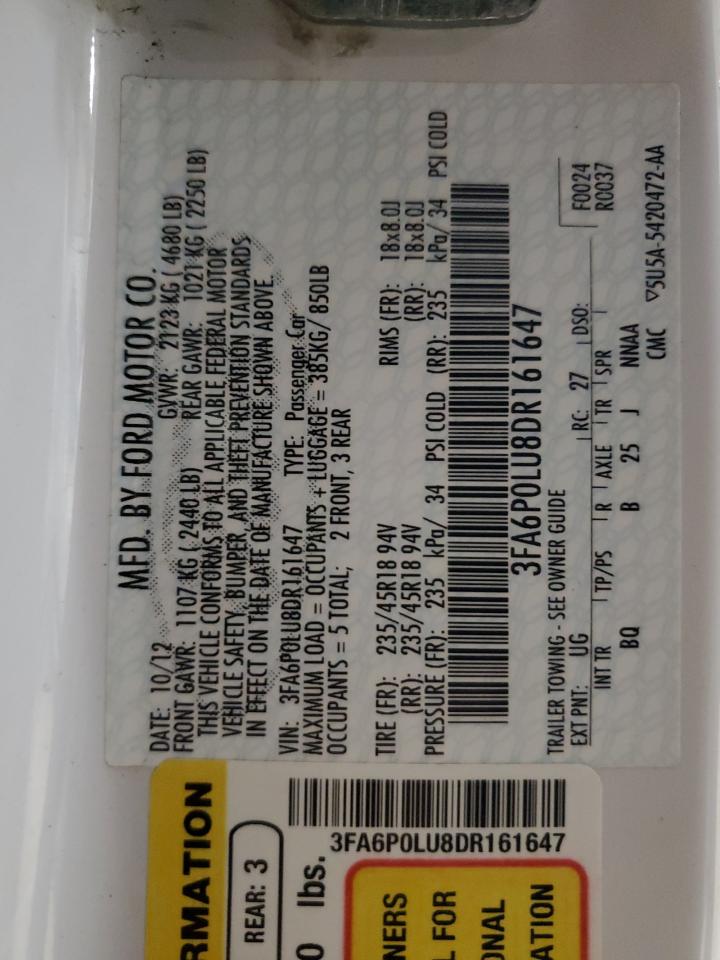 MFD. BY FORD MOTOR CO.
DATE: 10/12 GVWR: 2123 KG ( 4680 LB)
FRONT GAWR: 1107 KG ( 2440 LB) REAR GAWR: 1021 KG ( 2250 LB)
THIS VEHICLE CONFORMS TO ALL APPLICABLE FEDERAL MOTOR
VEHICLE SAFETY, BUMPER, AND THEFT PREVENTION STANDARDS
IN EFFECT ON THE DATE OF MANUFACTURE SHOWN ABOVE.
VIN: 3FA6P0LU8DR161647 TYPE: Passenger Car
MAXIMUM LOAD = OCCUPANTS + LUGGAGE = 385KG/ 850LB
OCCUPANTS = 5 TOTAL; 2 FRONT, 3 REAR
TIRE (FR): 235/45R18 94V RIMS (FR): 18x8.0J
(RR): 235/45R18 94V (RR): 18x8.0J
PRESSURE (FR): 235 kPa/ 34 PSI COLD (RR): 235 kPa/ 34 PSI COLD
3FA6P0LU8DR161647
TRAILER TOWING - SEE OWNER GUIDE
F0024
EXT PNT: UG RC: 27 DSO: R0037
INT TR TP/PS R AXLE TR SPR
BQ B 25 J NNAA
CMC ▽5U5A-5420472-AA
RMATION
REAR: 3
0 lbs.
3FA6P0LU8DR161647
NERS
L FOR
ONAL
ATION